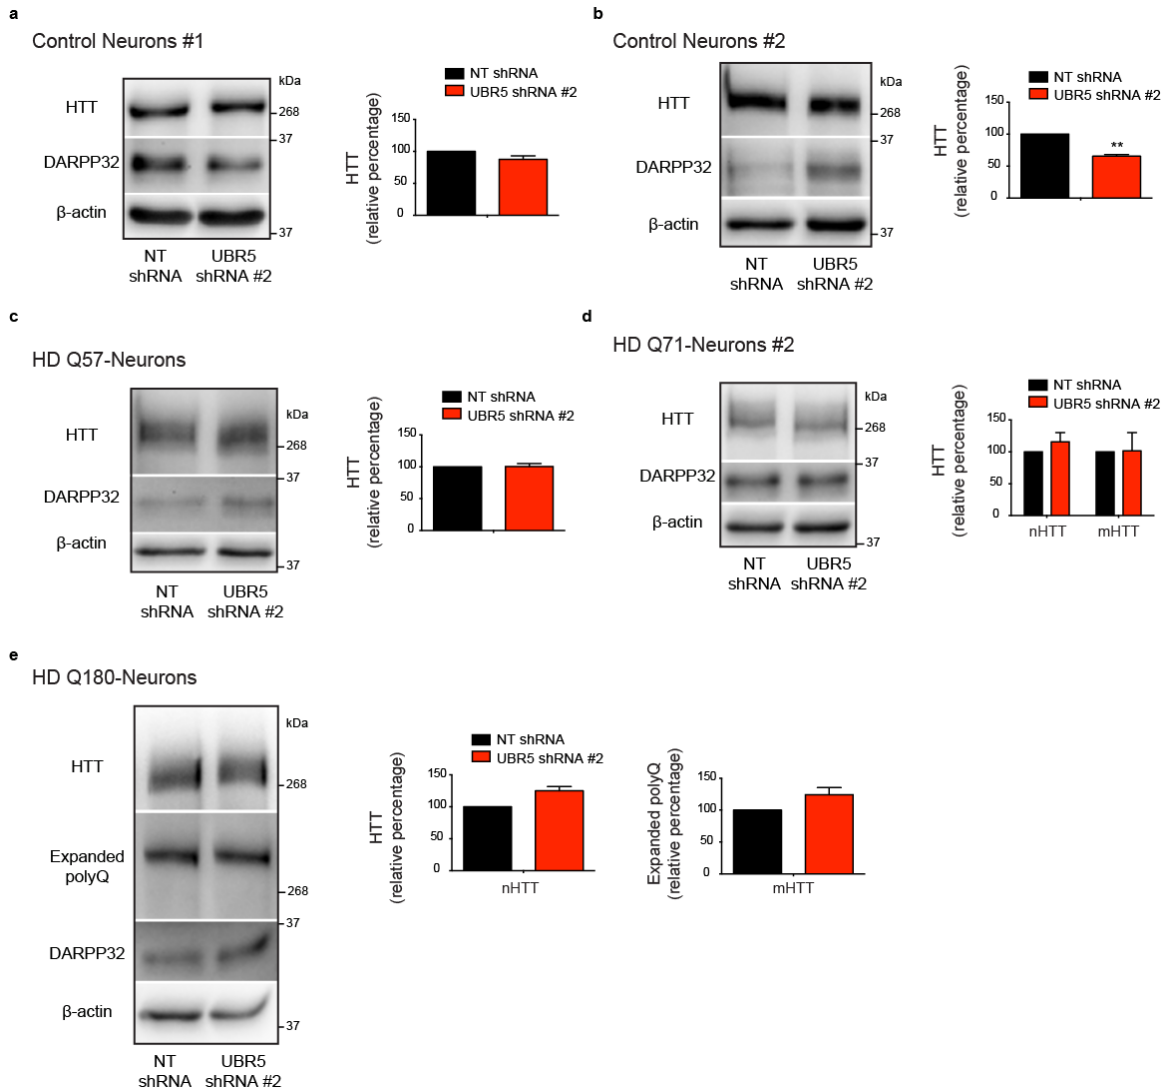 a
Control Neurons #1
kDa
HTT
268
37
DARPP32
β-actin
37
NT
shRNA
UBR5
shRNA #2
NT shRNA
UBR5 shRNA #2
HTT
(relative percentage)
150
100
50
0
b
Control Neurons #2
kDa
HTT
268
37
DARPP32
β-actin
37
NT
shRNA
UBR5
shRNA #2
NT shRNA
UBR5 shRNA #2
HTT
(relative percentage)
150
100
50
0
**
c
HD Q57-Neurons
kDa
HTT
268
37
DARPP32
β-actin
37
NT
shRNA
UBR5
shRNA #2
NT shRNA
UBR5 shRNA #2
HTT
(relative percentage)
150
100
50
0
d
HD Q71-Neurons #2
kDa
HTT
268
37
DARPP32
β-actin
37
NT
shRNA
UBR5
shRNA #2
NT shRNA
UBR5 shRNA #2
HTT
(relative percentage)
150
100
50
0
nHTT
mHTT
e
HD Q180-Neurons
kDa
HTT
268
Expanded
polyQ
268
37
DARPP32
β-actin
37
NT
shRNA
UBR5
shRNA #2
NT shRNA
UBR5 shRNA #2
HTT
(relative percentage)
150
100
50
0
nHTT
Expanded polyQ
(relative percentage)
150
100
50
0
mHTT